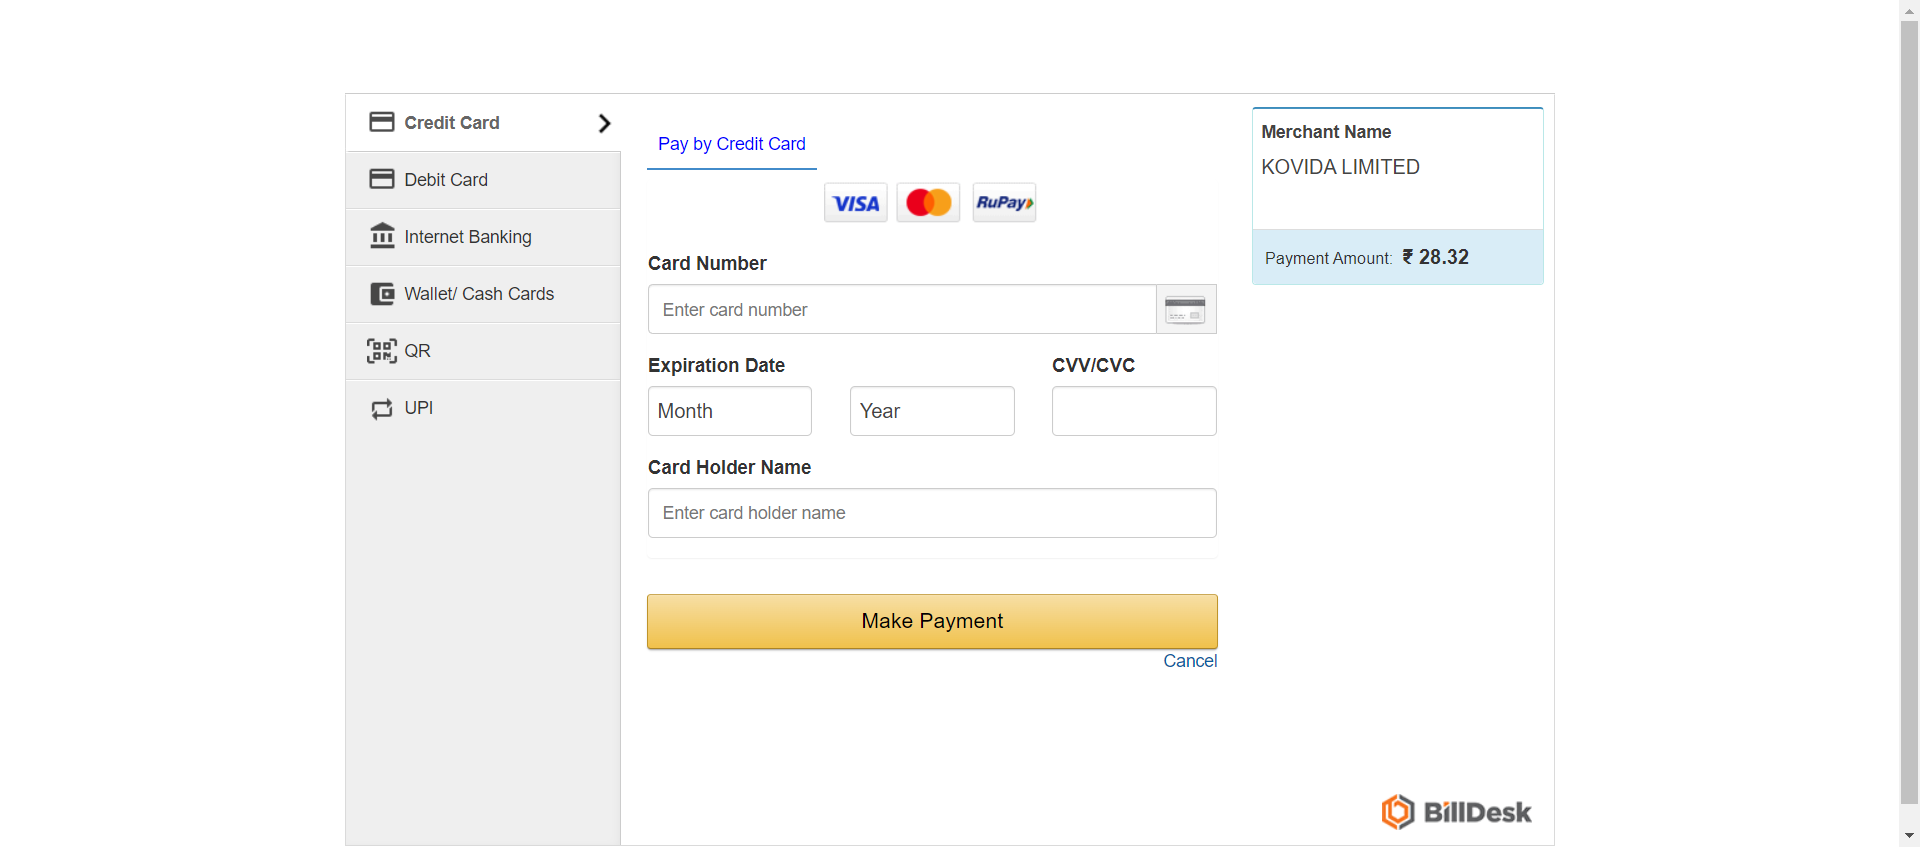 Credit Card
Debit Card
Internet Banking
Wallet/ Cash Cards
QR
UPI
Pay by Credit Card
VISA
RuPay
Card Number
Enter card number
Expiration Date
CVV/CVC
Month
Year
Card Holder Name
Enter card holder name
Make Payment
Cancel
Merchant Name
KOVIDA LIMITED
Payment Amount: ₹ 28.32
BillDesk